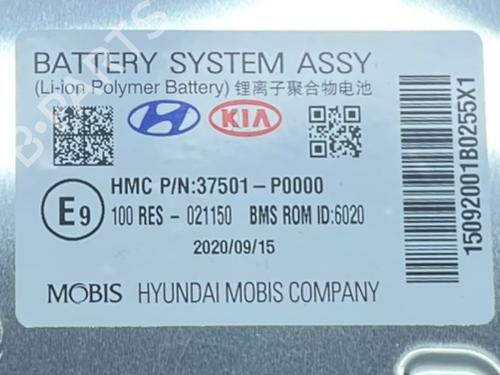 BATTERY SYSTEM ASSY
(Li-ion Polymer Battery) 锂离子聚合物电池
KIA
HMC P/N:37501-P0000
E9
100 RES - 021150 BMS ROM ID:6020
2020/09/15
MOBIS HYUNDAI MOBIS COMPANY
15092001B0255X1
B-PARTS